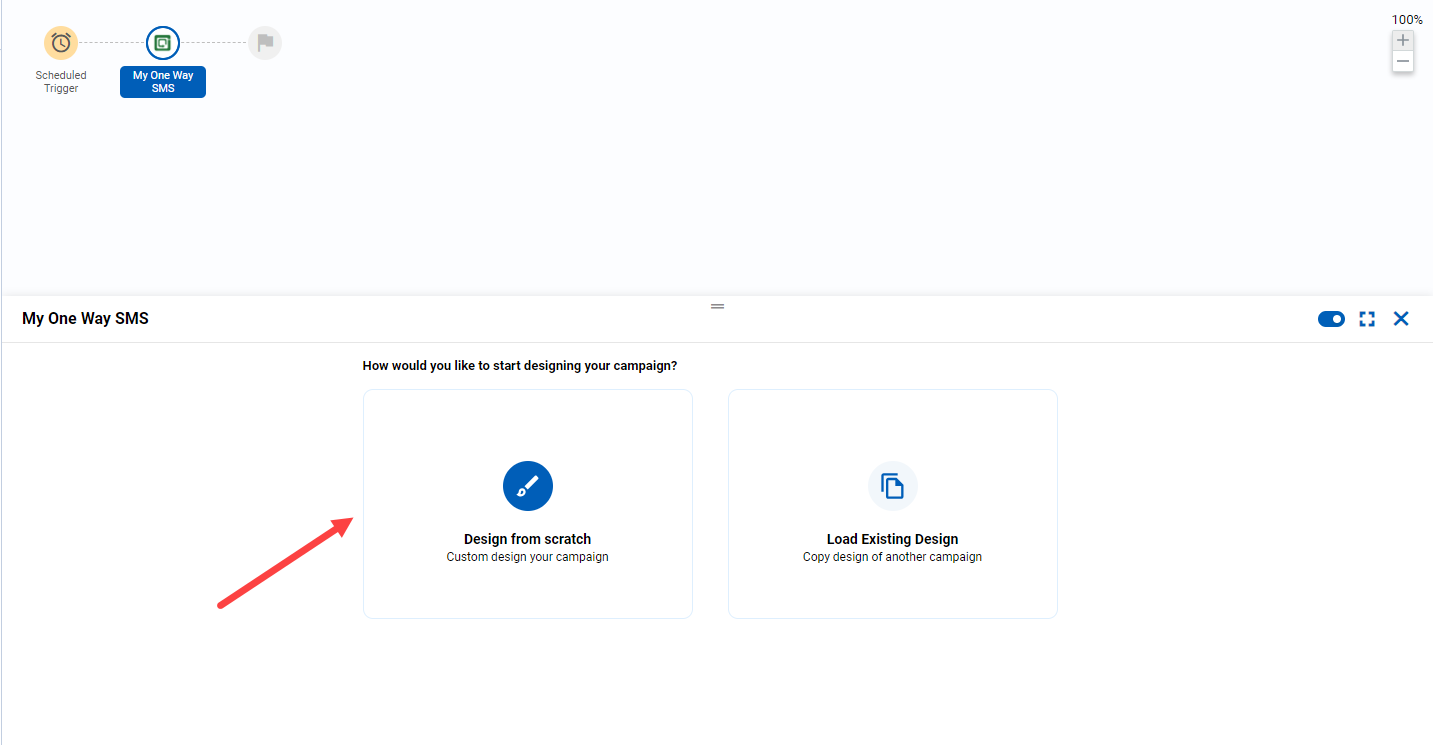 100%
Scheduled
Trigger
My One Way
SMS
My One Way SMS
How would you like to start designing your campaign?
Design from scratch
Custom design your campaign
Load Existing Design
Copy design of another campaign